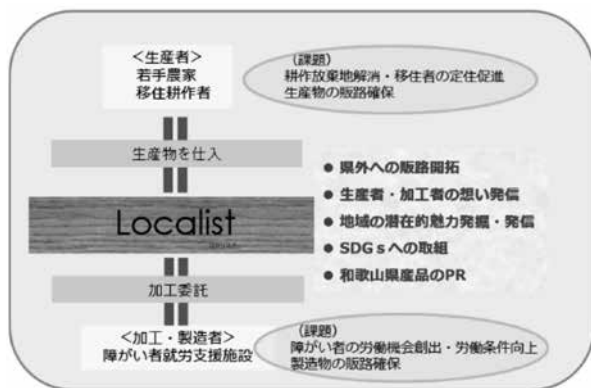 <生産者>
若手農家
移住耕作者
(課題)
耕作放棄地解消・移住者の定住促進
生産物の販路確保
生産物を仕入
Localist
● 県外への販路開拓
● 生産者・加工者の想い発信
● 地域の潜在的魅力発掘・発信
● SDGsへの取組
● 和歌山県産品のPR
加工委託
<加工・製造者>
障がい者就労支援施設
(課題)
障がい者の労働機会創出・労働条件向上
製造物の販路確保